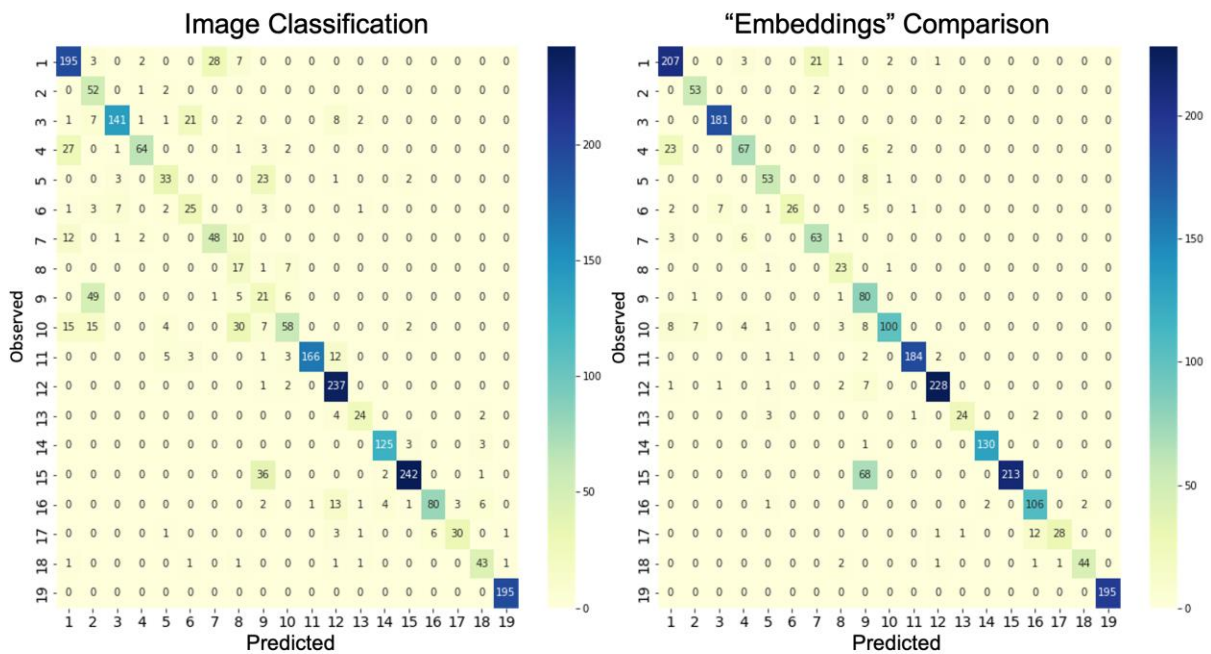 Image Classification
1 195 3 0 2 0 0 28 7 0 0 0 0 0 0 0 0 0 0 0
2 0 52 0 1 2 0 0 0 0 0 0 0 0 0 0 0 0 0 0
3 1 7 141 1 1 21 0 2 0 0 0 8 2 0 0 0 0 0 0
4 27 0 1 64 0 0 0 1 3 2 0 0 0 0 0 0 0 0 0
5 0 0 3 0 33 0 0 0 23 0 0 1 0 0 2 0 0 0 0
6 1 3 7 0 2 25 0 0 3 0 0 0 1 0 0 0 0 0 0
7 12 0 1 2 0 0 48 10 0 0 0 0 0 0 0 0 0 0 0
8 0 0 0 0 0 0 0 17 1 7 0 0 0 0 0 0 0 0 0
9 0 49 0 0 0 0 1 5 21 6 0 0 0 0 0 0 0 0 0
10 15 15 0 0 4 0 0 30 7 58 0 0 0 0 2 0 0 0 0
11 0 0 0 0 5 3 0 0 1 3 166 12 0 0 0 0 0 0 0
12 0 0 0 0 0 0 0 0 1 2 0 237 0 0 0 0 0 0 0
13 0 0 0 0 0 0 0 0 0 0 0 4 24 0 0 0 0 2 0
14 0 0 0 0 0 0 0 0 0 0 0 0 0 125 3 0 0 3 0
15 0 0 0 0 0 0 0 0 36 0 0 0 0 2 242 0 0 1 0
16 0 0 0 0 0 0 0 0 2 0 1 13 1 4 1 80 3 6 0
17 0 0 0 0 1 0 0 0 0 0 0 3 1 0 0 6 30 0 1
18 1 0 0 0 0 1 0 1 0 0 0 1 1 0 0 0 0 43 1
19 0 0 0 0 0 0 0 0 0 0 0 0 0 0 0 0 0 0 195
1 2 3 4 5 6 7 8 9 10 11 12 13 14 15 16 17 18 19
Observed
Predicted
200
150
100
50
0
“Embeddings” Comparison
1 207 0 0 3 0 0 21 1 0 2 0 1 0 0 0 0 0 0 0
2 0 53 0 0 0 0 2 0 0 0 0 0 0 0 0 0 0 0 0
3 0 0 181 0 0 0 1 0 0 0 0 0 2 0 0 0 0 0 0
4 23 0 0 67 0 0 0 0 6 2 0 0 0 0 0 0 0 0 0
5 0 0 0 0 53 0 0 0 8 1 0 0 0 0 0 0 0 0 0
6 2 0 7 0 1 26 0 0 5 0 1 0 0 0 0 0 0 0 0
7 3 0 0 6 0 0 63 1 0 0 0 0 0 0 0 0 0 0 0
8 0 0 0 0 1 0 0 23 0 1 0 0 0 0 0 0 0 0 0
9 0 1 0 0 0 0 0 1 80 0 0 0 0 0 0 0 0 0 0
10 8 7 0 4 1 0 0 3 8 100 0 0 0 0 0 0 0 0 0
11 0 0 0 0 1 1 0 0 2 0 184 2 0 0 0 0 0 0 0
12 1 0 1 0 1 0 0 2 7 0 0 228 0 0 0 0 0 0 0
13 0 0 0 0 3 0 0 0 0 0 1 0 24 0 0 2 0 0 0
14 0 0 0 0 0 0 0 0 1 0 0 0 0 130 0 0 0 0 0
15 0 0 0 0 0 0 0 0 68 0 0 0 0 0 213 0 0 0 0
16 0 0 0 0 1 0 0 0 0 0 0 0 0 2 0 106 0 2 0
17 0 0 0 0 0 0 0 0 0 0 0 1 1 0 0 12 28 0 0
18 0 0 0 0 0 0 0 2 0 0 0 1 0 0 0 1 1 44 0
19 0 0 0 0 0 0 0 0 0 0 0 0 0 0 0 0 0 0 195
1 2 3 4 5 6 7 8 9 10 11 12 13 14 15 16 17 18 19
Observed
Predicted
200
150
100
50
0